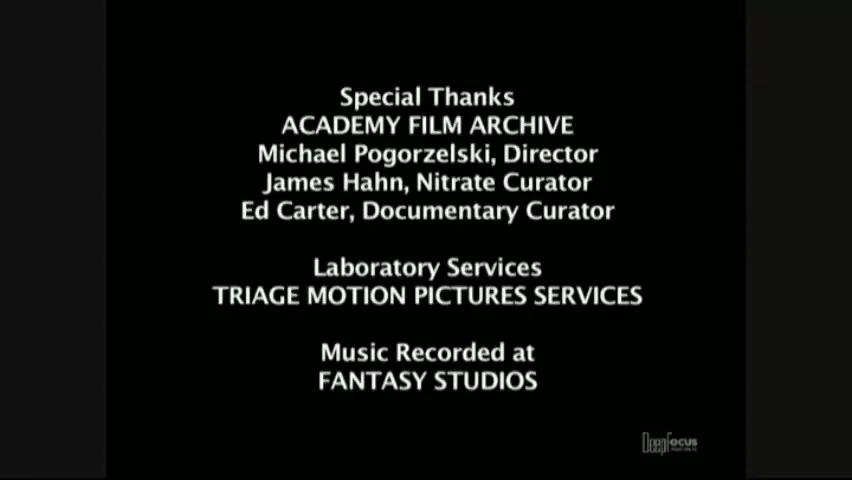 Special Thanks
ACADEMY FILM ARCHIVE
Michael Pogorzelski, Director
James Hahn, Nitrate Curator
Ed Carter, Documentary Curator
Laboratory Services
TRIAGE MOTION PICTURES SERVICES
Music Recorded at
FANTASY STUDIOS
DeepFocus